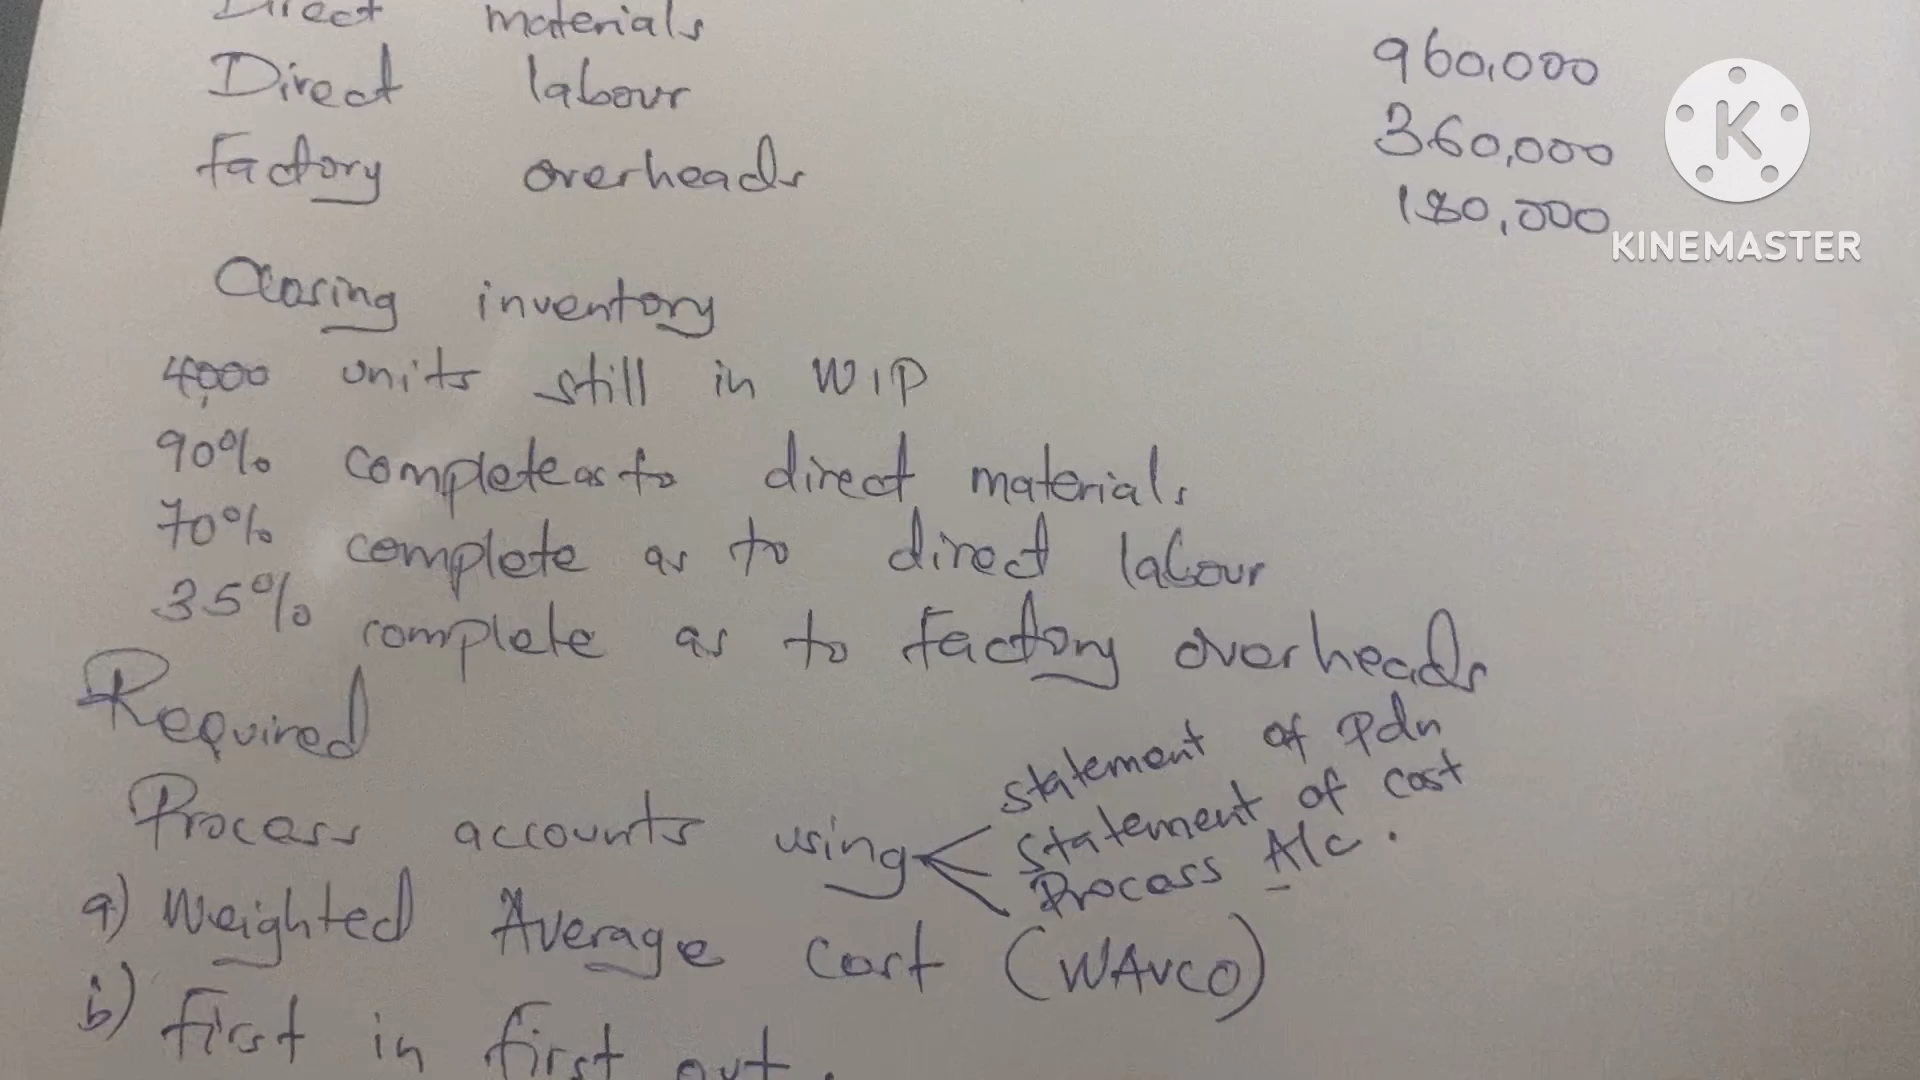 Direct materials 960,000
Direct labour 360,000
Factory overheads 180,000
KINEMASTER
Closing inventory
4,000 units still in WIP
90% complete as to direct materials
70% complete as to direct labour
35% complete as to factory overheads
Required
Process accounts using
statement of Pdn
statement of cost
Process A/c.
a) Weighted Average cost (WAVCO)
b) First in first out.